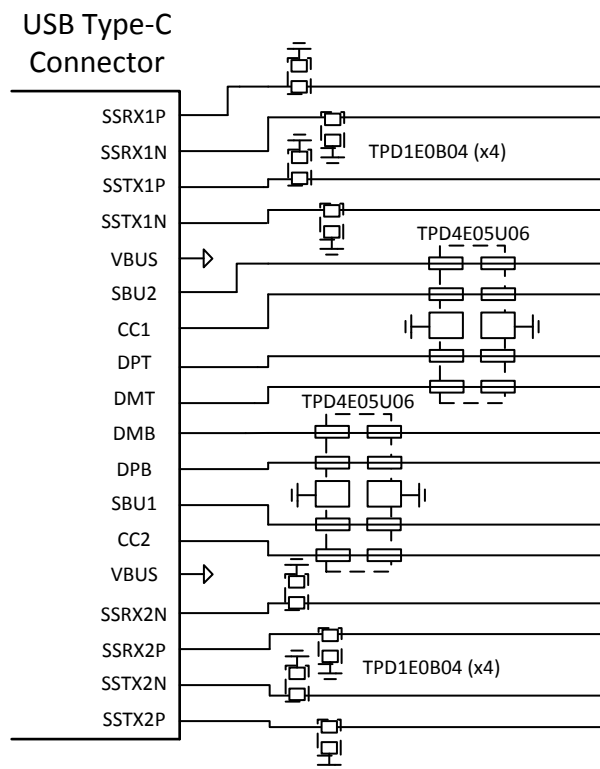 USB Type-C
Connector
SSRX1P
SSRX1N
TPD1E0B04 (x4)
SSTX1P
SSTX1N
TPD4E05U06
VBUS
SBU2
CC1
DPT
DMT
TPD4E05U06
DMB
DPB
SBU1
CC2
VBUS
SSRX2N
SSRX2P
TPD1E0B04 (x4)
SSTX2N
SSTX2P